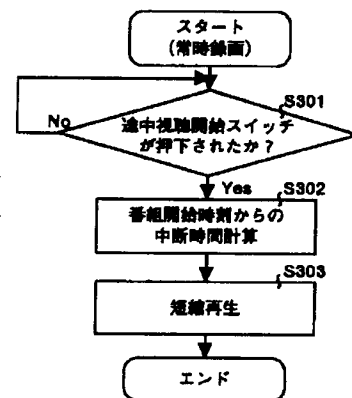 スタート
(常時録画)
S301
途中視聴開始スイッチ
が押下されたか?
No
Yes
S302
番組開始時刻からの
中断時間計算
S303
短縮再生
エンド